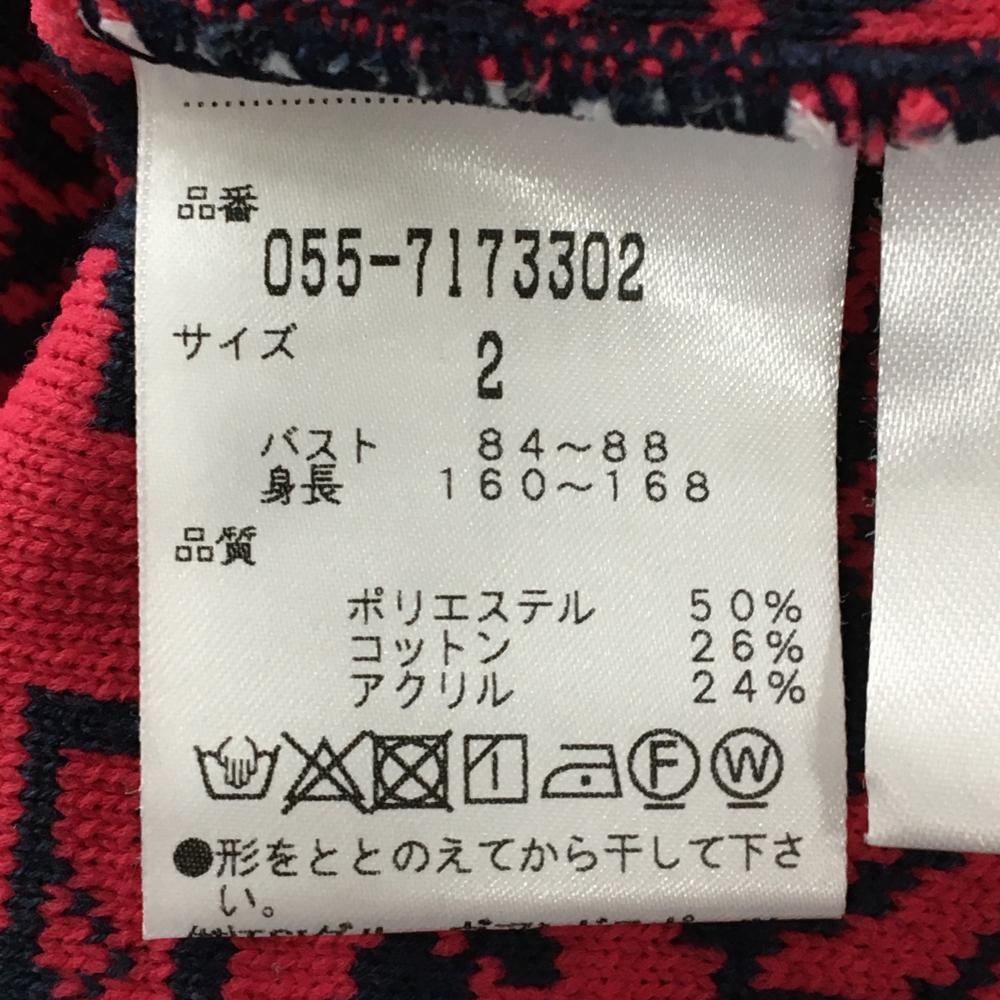 品番
055-7173302
サイズ 2
バスト 84～88
身長 160～168
品質
ポリエステル 50%
コットン 26%
アクリル 24%
F W
●形をととのえてから干して下さ
い。